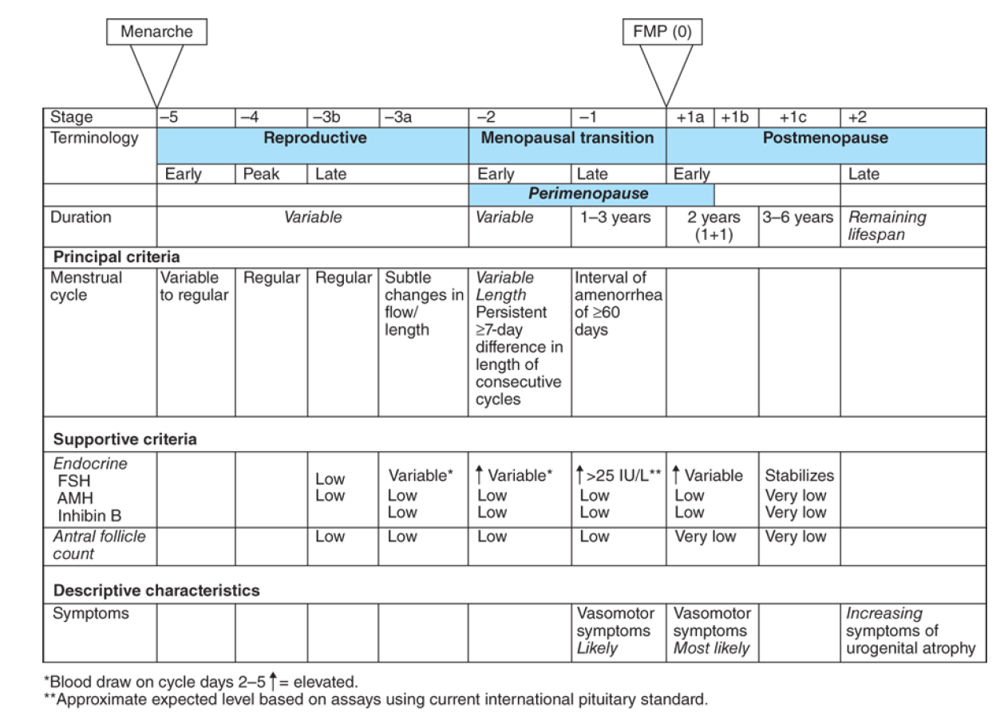 Menarche FMP (0)
Stage –5 –4 –3b –3a –2 –1 +1a +1b +1c +2
Terminology Reproductive Menopausal transition Postmenopause
Early Peak Late Early Late Early Late
Perimenopause
Duration Variable Variable 1–3 years 2 years 3–6 years Remaining
(1+1) lifespan
Principal criteria
Menstrual Variable Regular Regular Subtle Variable Interval of
cycle to regular changes in Length amenorrhea
flow/ Persistent of ≥60
length ≥7-day days
difference in
length of
consecutive
cycles
Supportive criteria
Endocrine
FSH Low Variable* ↑ Variable* ↑ >25 IU/L** ↑ Variable Stabilizes
AMH Low Low Low Low Low Very low
Inhibin B Low Low Low Low Very low
Antral follicle Low Low Low Low Very low Very low
count
Descriptive characteristics
Symptoms Vasomotor Vasomotor Increasing
symptoms symptoms symptoms of
Likely Most likely urogenital atrophy
*Blood draw on cycle days 2–5 ↑ = elevated.
**Approximate expected level based on assays using current international pituitary standard.